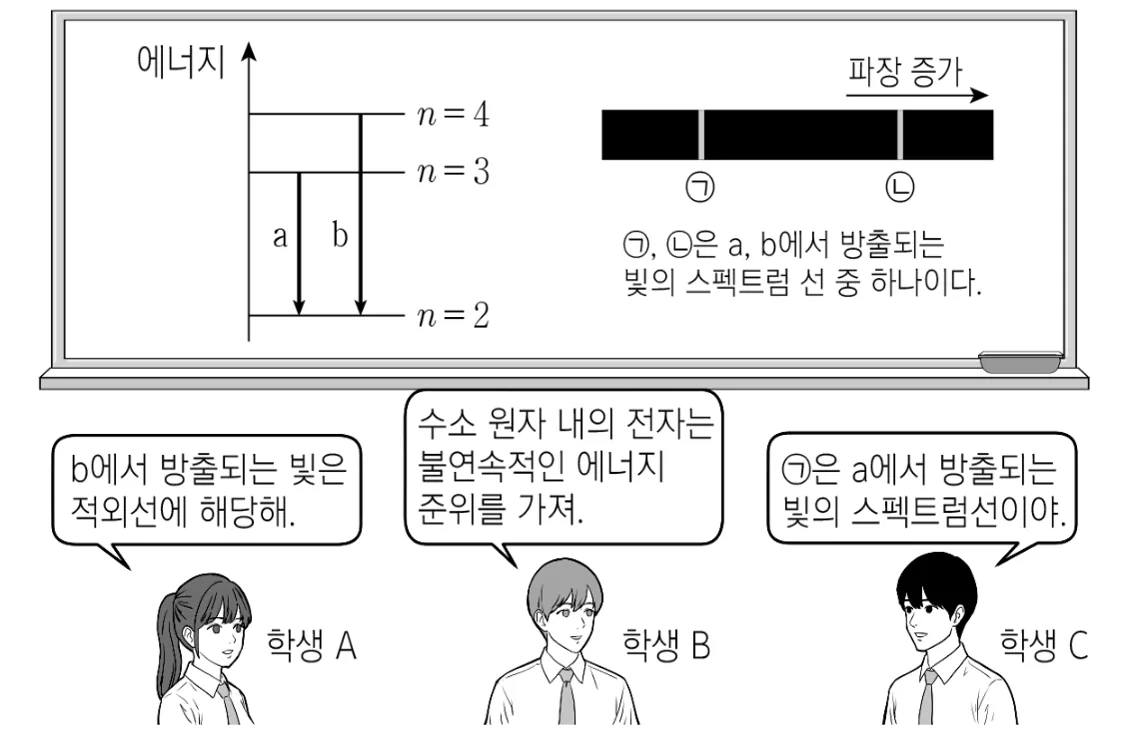 에너지
n=4
n=3
a
b
n=2
파장 증가
㉠
㉡
㉠, ㉡은 a, b에서 방출되는
빛의 스펙트럼 선 중 하나이다.
b에서 방출되는 빛은
적외선에 해당해.
학생 A
수소 원자 내의 전자는
불연속적인 에너지
준위를 가져.
학생 B
㉠은 a에서 방출되는
빛의 스펙트럼선이야.
학생 C